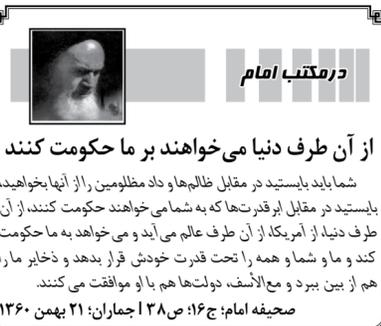 در مکتب امام
از آن طرف دنیا می‌خواهند بر ما حکومت کنند
شما باید بایستید در مقابل ظالم‌ها و داد مظلومین را از آنها بخواهید،
بایستید در مقابل ابرقدرت‌ها که به شما می‌خواهند حکومت کنند، از آن
طرف دنیا، از آمریکا، از آن طرف عالم می‌آید و می‌خواهد به ما حکومت
کند و ما و شما و همه را تحت قدرت خودش قرار بدهد و ذخایر ما را
هم از بین ببرد و مع‌الأسف، دولت‌ها هم با او موافقت می‌کنند.
صحیفه امام؛ ج۱۶؛ ص۳۸ | جماران؛ ۲۱ بهمن ۱۳۶۰